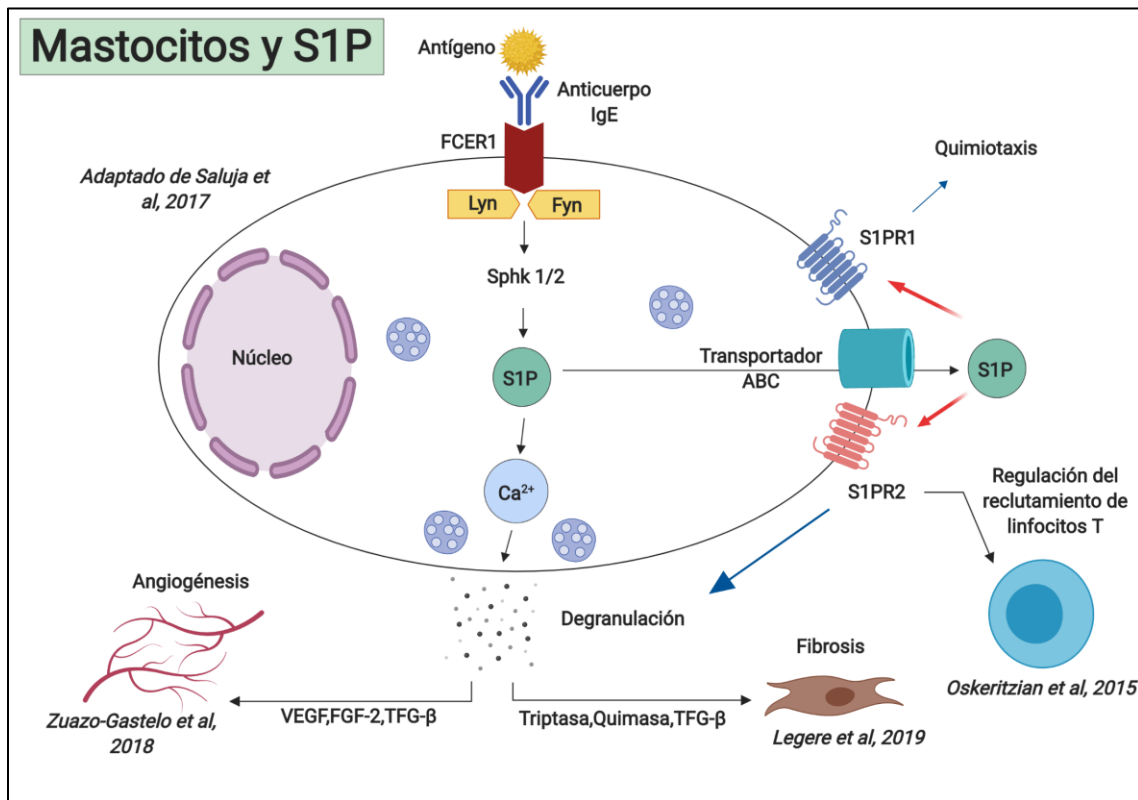 Mastocitos y S1P
Antígeno
Anticuerpo
IgE
FCER1
Adaptado de Saluja et
al, 2017
Lyn
Fyn
Quimiotaxis
S1PR1
Sphk 1/2
Núcleo
S1P
Transportador
ABC
S1P
Ca²⁺
S1PR2
Regulación del
reclutamiento de
linfocitos T
Angiogénesis
Degranulación
Fibrosis
Oskeritzian et al, 2015
Zuazo-Gastelo et al,
2018
VEGF,FGF-2,TFG-β
Triptasa,Quimasa,TFG-β
Legere et al, 2019